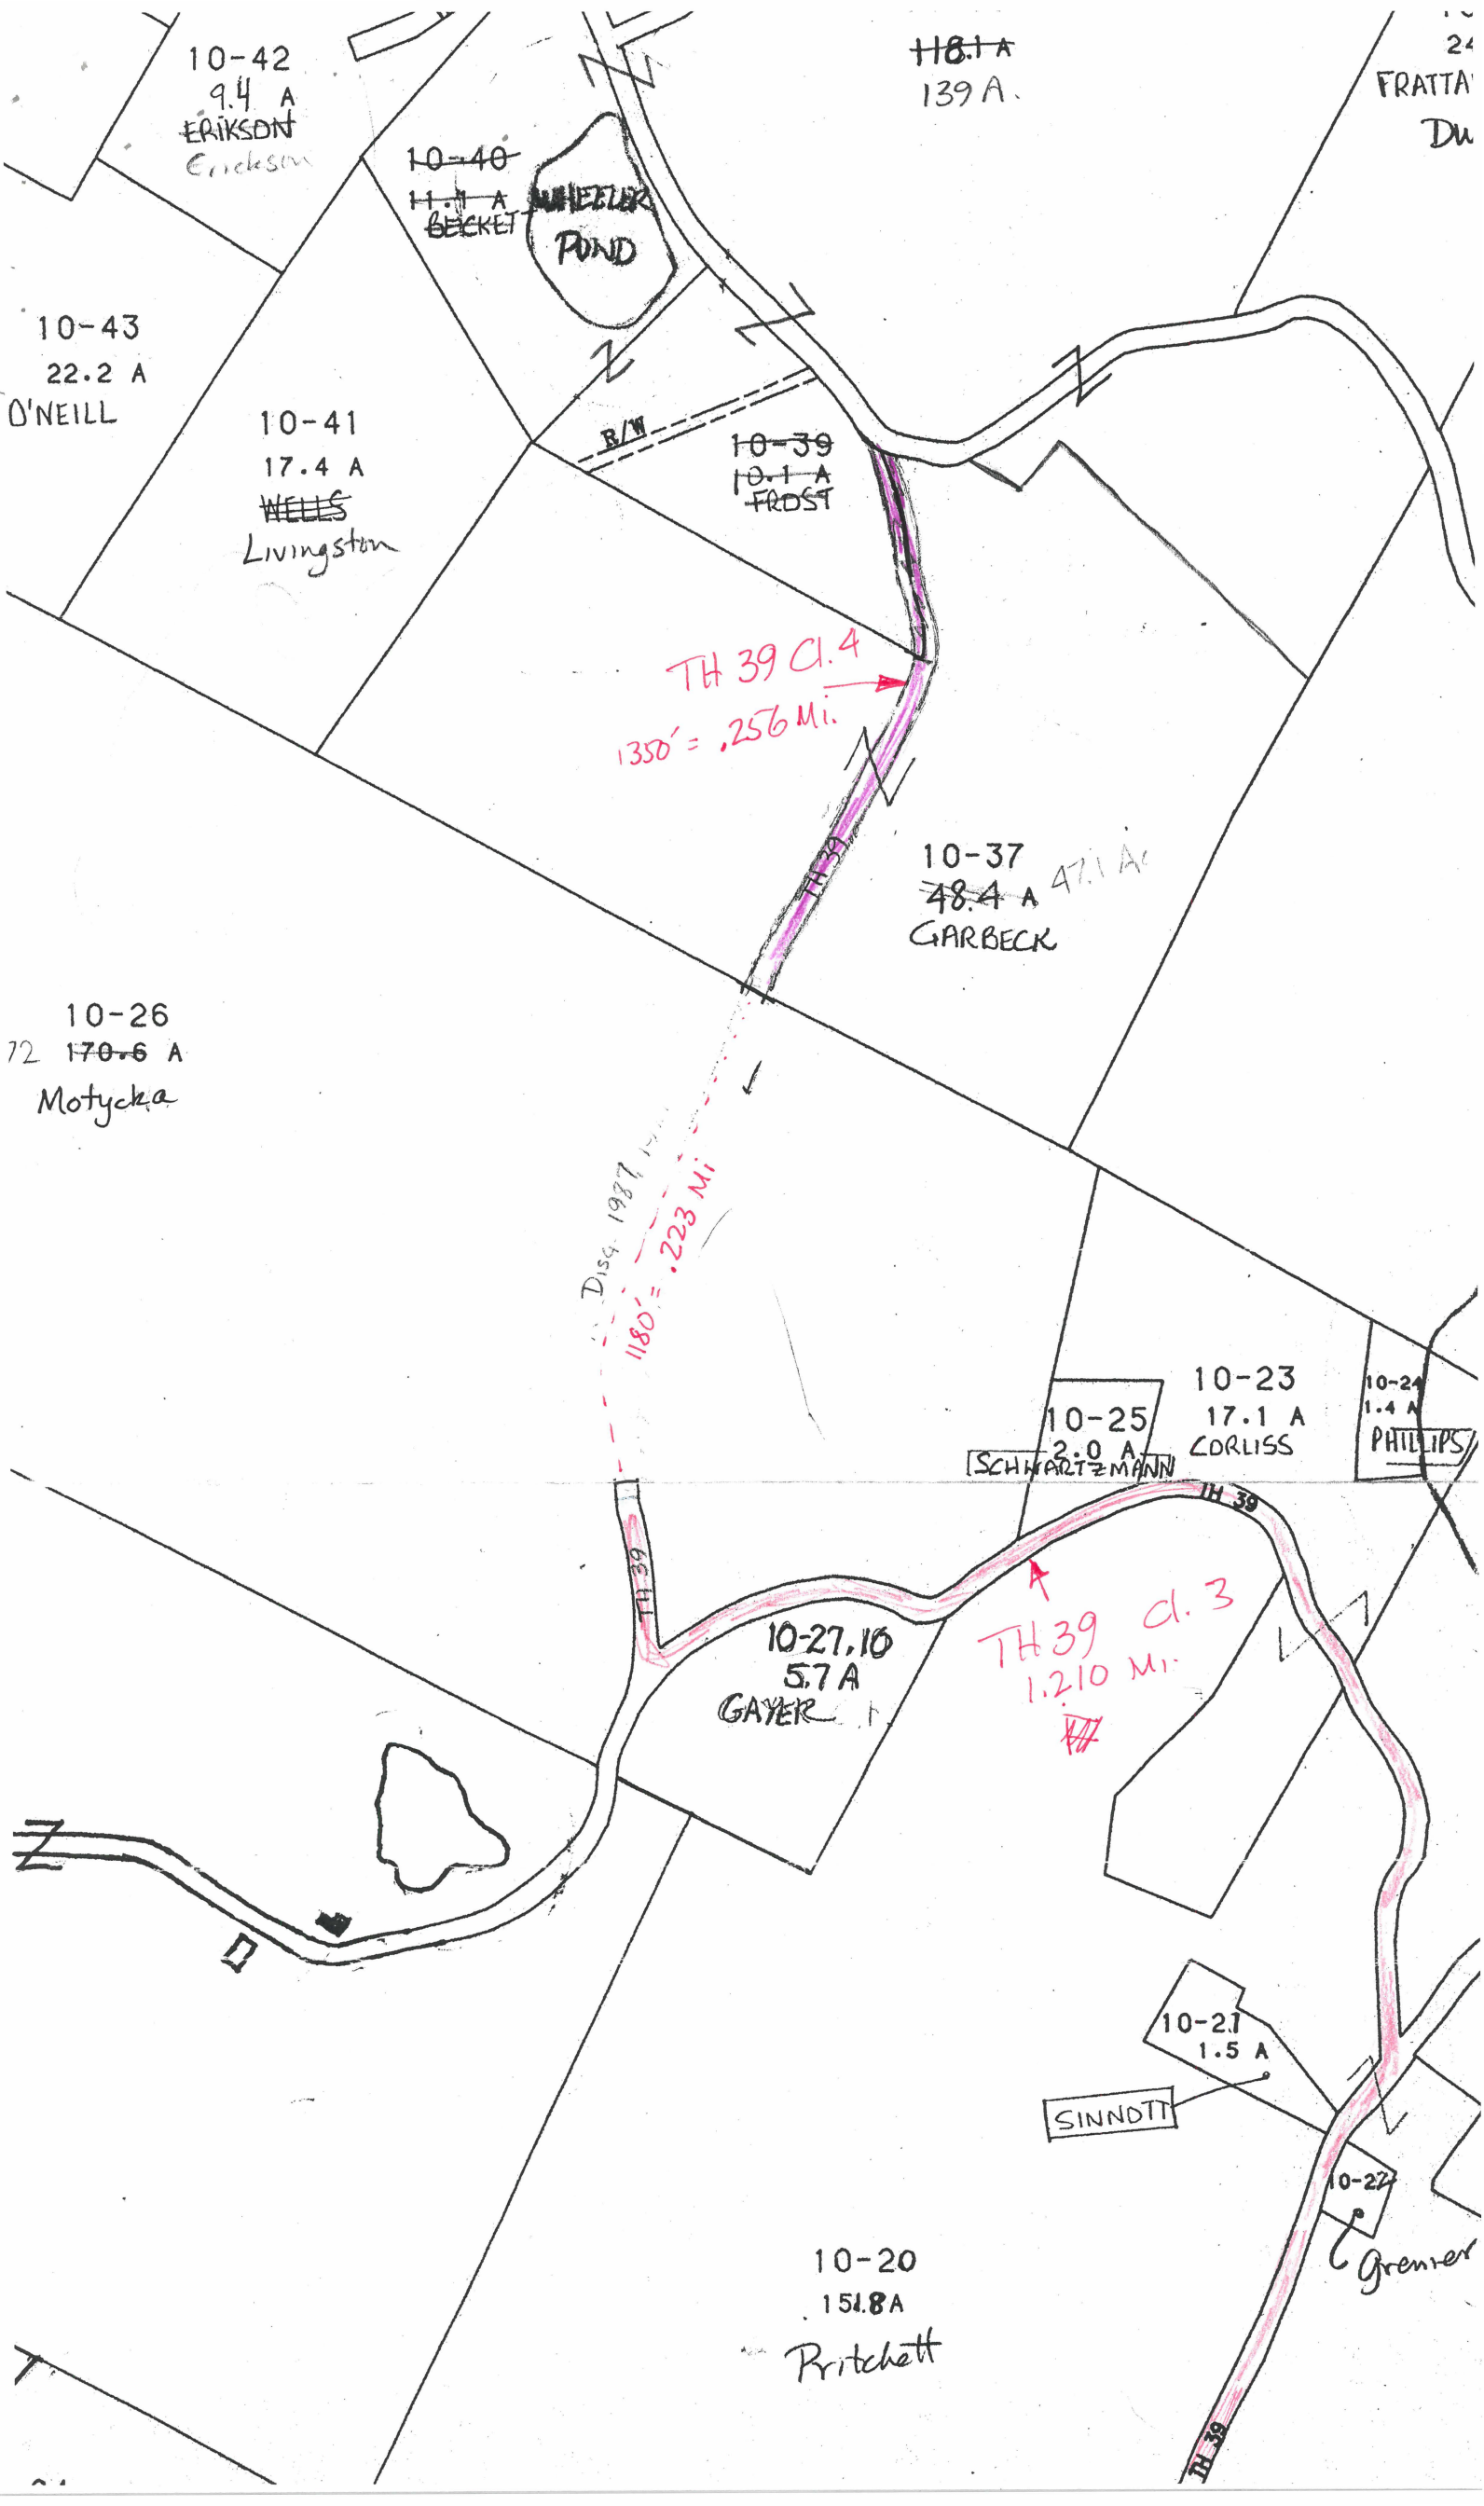 10-42
9.4 A
ERIKSON
Erickson
10-40
11.1 A
BECKET
WHEELER
POND
118.1 A
139 A.
24
FRATTA
Du
10-43
22.2 A
O'NEILL
10-41
17.4 A
WELLS
Livingston
R/W
10-39
10.1 A
FROST
TH 39 Cl. 4
1350' = .256 Mi.
TH 39
10-37
48.4 A 47.1 Ac
GARBECK
10-26
72 170.6 A
Motycka
1987
1180' = .223 Mi
10-25
2.0 A
SCHWARTZMANN
10-23
17.1 A
CORLISS
10-24
1.4 A
PHILLIPS
TH 39
TH 39
10-27.10
5.7 A
GAYER
TH 39 Cl. 3
1.210 Mi.
10-21
1.5 A
SINNOTT
10-22
Grenier
10-20
151.8 A
Pritchett
TH 39